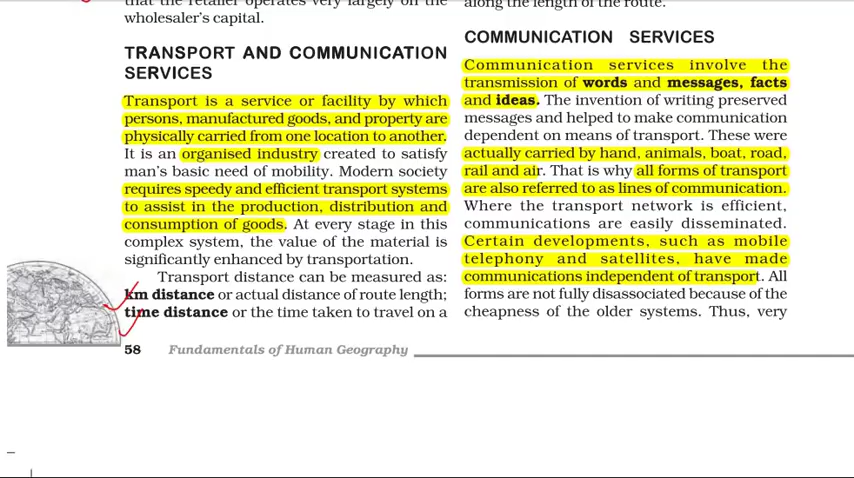 that the retailer operates very largely on the
wholesaler's capital.
TRANSPORT AND COMMUNICATION
SERVICES
Transport is a service or facility by which
persons, manufactured goods, and property are
physically carried from one location to another.
It is an organised industry created to satisfy
man's basic need of mobility. Modern society
requires speedy and efficient transport systems
to assist in the production, distribution and
consumption of goods. At every stage in this
complex system, the value of the material is
significantly enhanced by transportation.
Transport distance can be measured as:
km distance or actual distance of route length;
time distance or the time taken to travel on a
along the length of the route.
COMMUNICATION SERVICES
Communication services involve the
transmission of words and messages, facts
and ideas. The invention of writing preserved
messages and helped to make communication
dependent on means of transport. These were
actually carried by hand, animals, boat, road,
rail and air. That is why all forms of transport
are also referred to as lines of communication.
Where the transport network is efficient,
communications are easily disseminated.
Certain developments, such as mobile
telephony and satellites, have made
communications independent of transport. All
forms are not fully disassociated because of the
cheapness of the older systems. Thus, very
58 Fundamentals of Human Geography